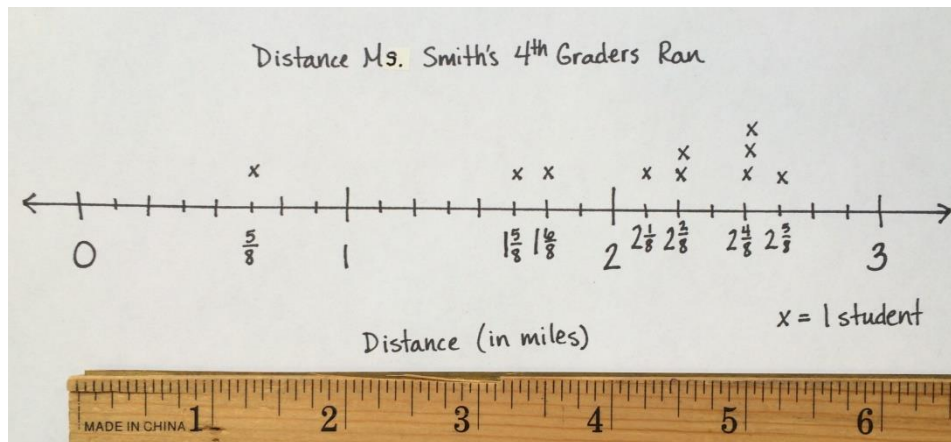 Distance Ms. Smith's 4th Graders Ran
x
x
x x
x x x x x x x
5/8 1 5/8 1 6/8 2 1/8 2 2/8 2 4/8 2 5/8
0 1 2 3
x = 1 student
Distance (in miles)
1 2 3 4 5 6
MADE IN CHINA